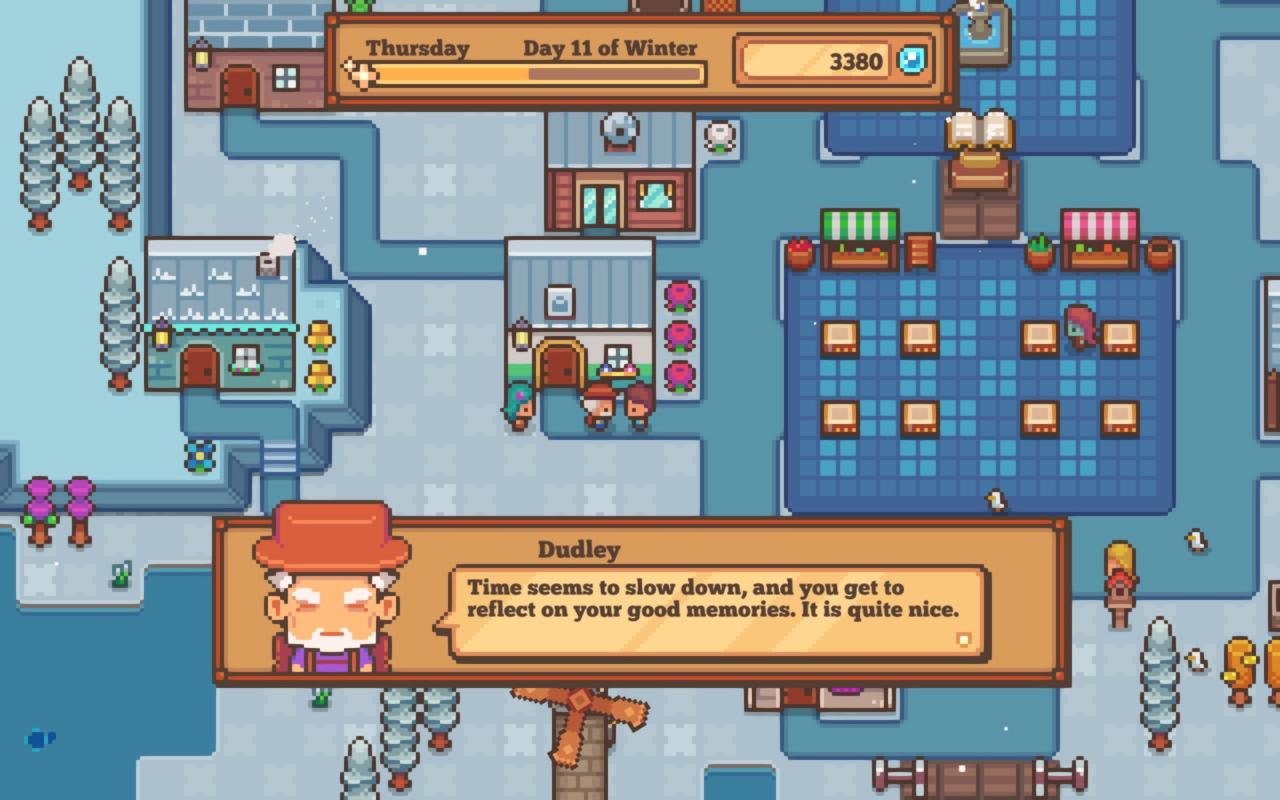 Thursday Day 11 of Winter
3380
Dudley
Time seems to slow down, and you get to
reflect on your good memories. It is quite nice.